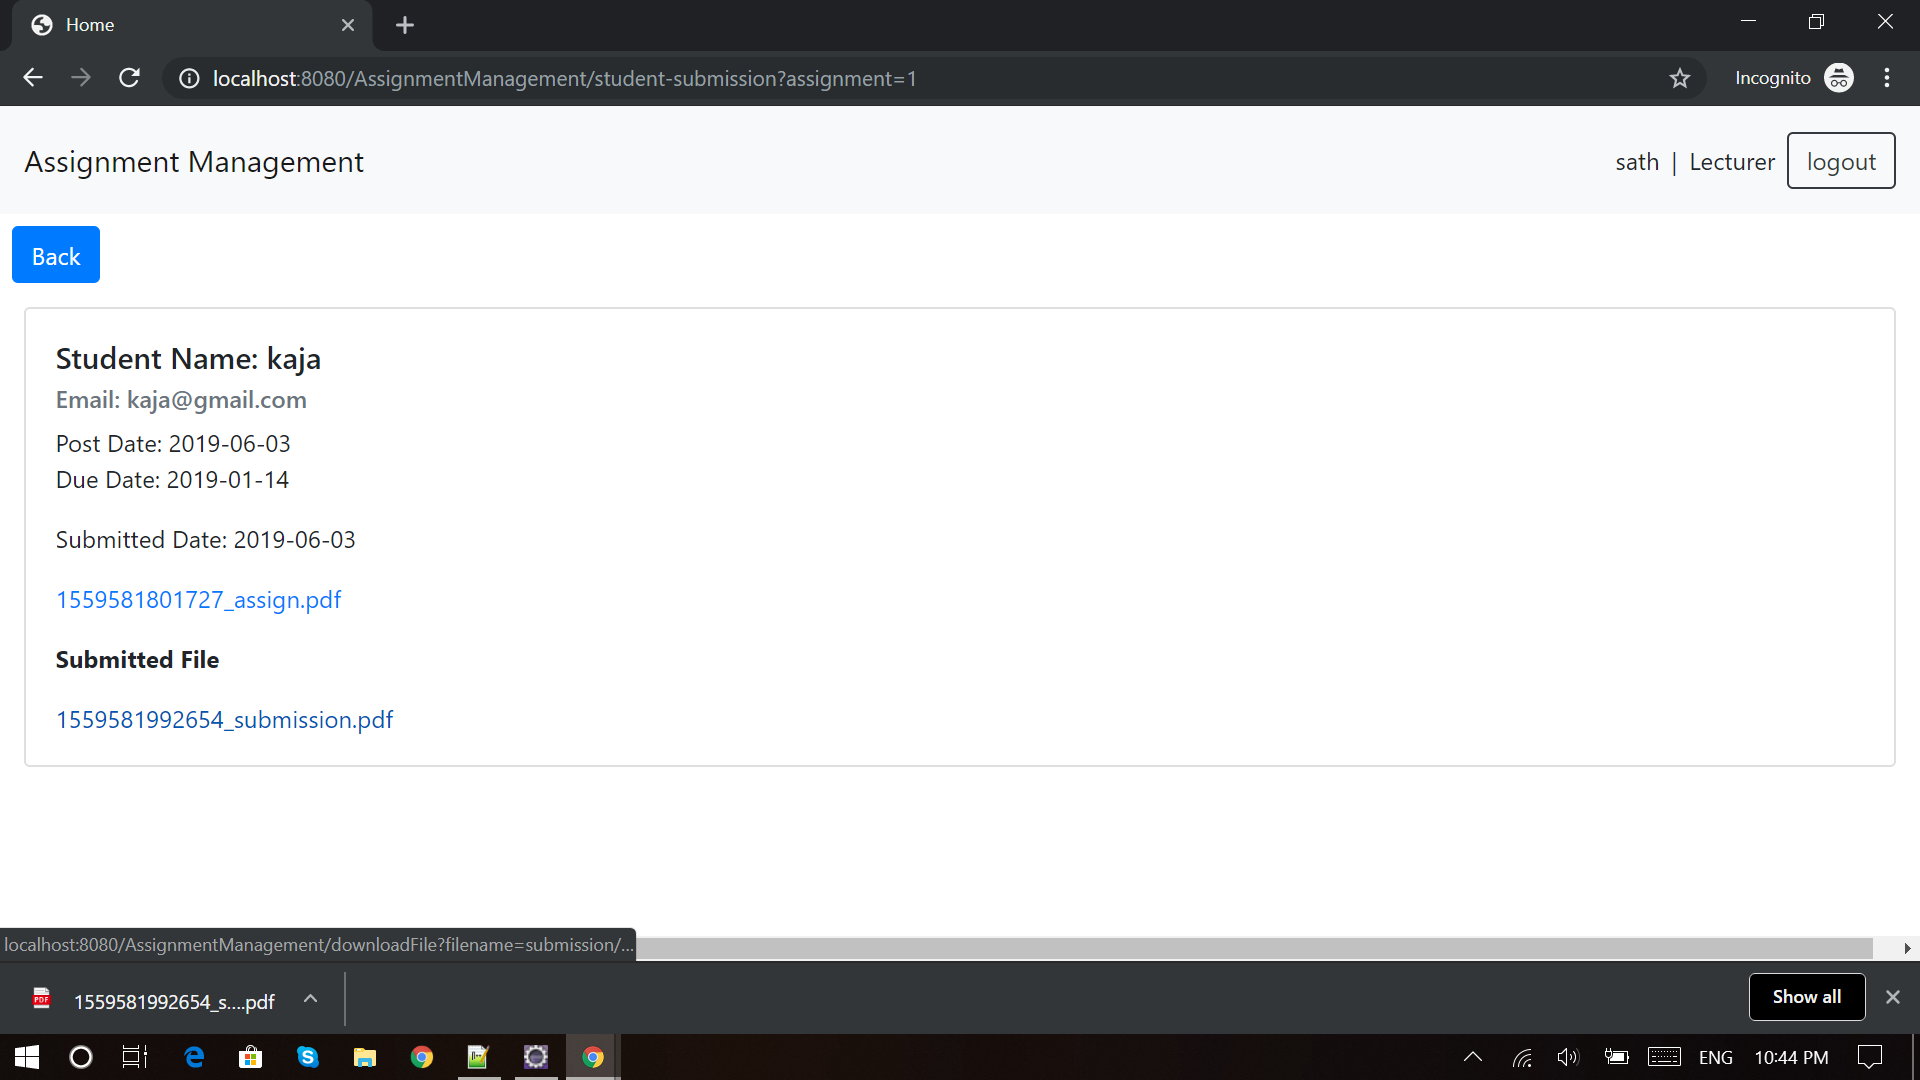 Home
localhost:8080/AssignmentManagement/student-submission?assignment=1
Incognito
Assignment Management
sath | Lecturer logout
Back
Student Name: kaja
Email: kaja@gmail.com
Post Date: 2019-06-03
Due Date: 2019-01-14
Submitted Date: 2019-06-03
1559581801727_assign.pdf
Submitted File
1559581992654_submission.pdf
localhost:8080/AssignmentManagement/downloadFile?filename=submission/...
PDF
1559581992654_s....pdf
Show all
ENG 10:44 PM